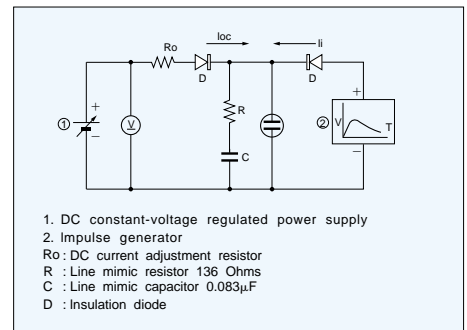 Ro
Ioc
Ii
D
D
+
①
−
V
R
C
+
②
V
T
−
1. DC constant-voltage regulated power supply
2. Impulse generator
Ro : DC current adjustment resistor
R : Line mimic resistor 136 Ohms
C : Line mimic capacitor 0.083μF
D : Insulation diode